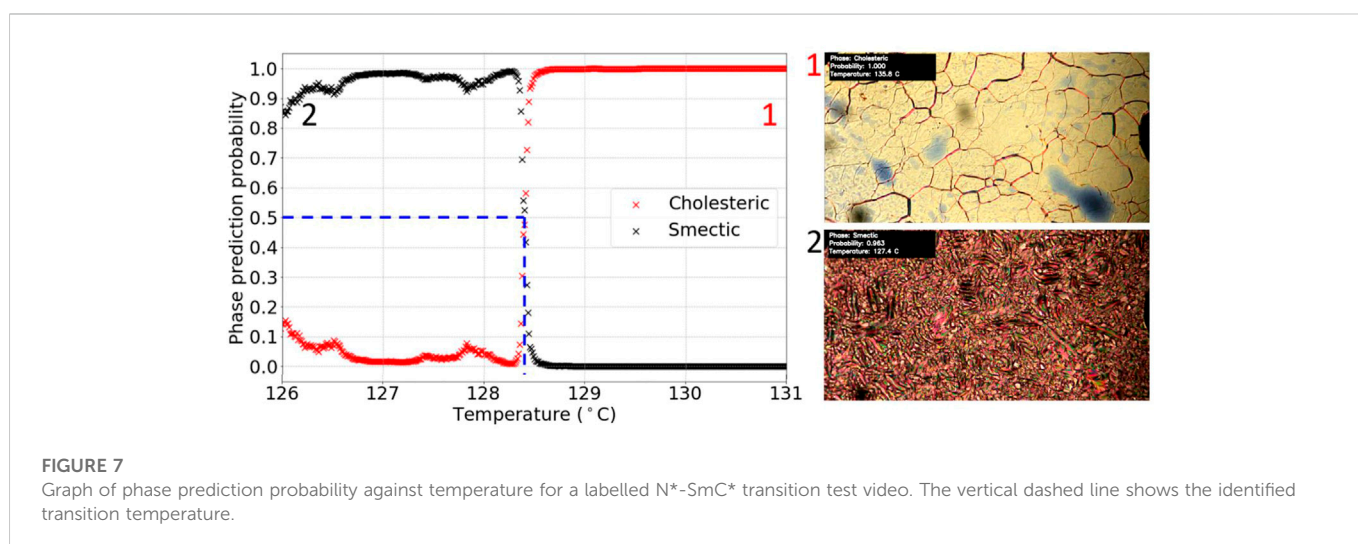 1.0
0.9
0.8
0.7
0.6
0.5
0.4
0.3
0.2
0.1
0.0
Phase prediction probability
2
1
× Cholesteric
× Smectic
126 127 128 129 130 131
Temperature (°C)
1
Phase: Cholesteric
Probability: 1.000
Temperature: 135.8 C
2
Phase: Smectic
Probability: 0.963
Temperature: 127.4 C
FIGURE 7
Graph of phase prediction probability against temperature for a labelled N*-SmC* transition test video. The vertical dashed line shows the identified
transition temperature.